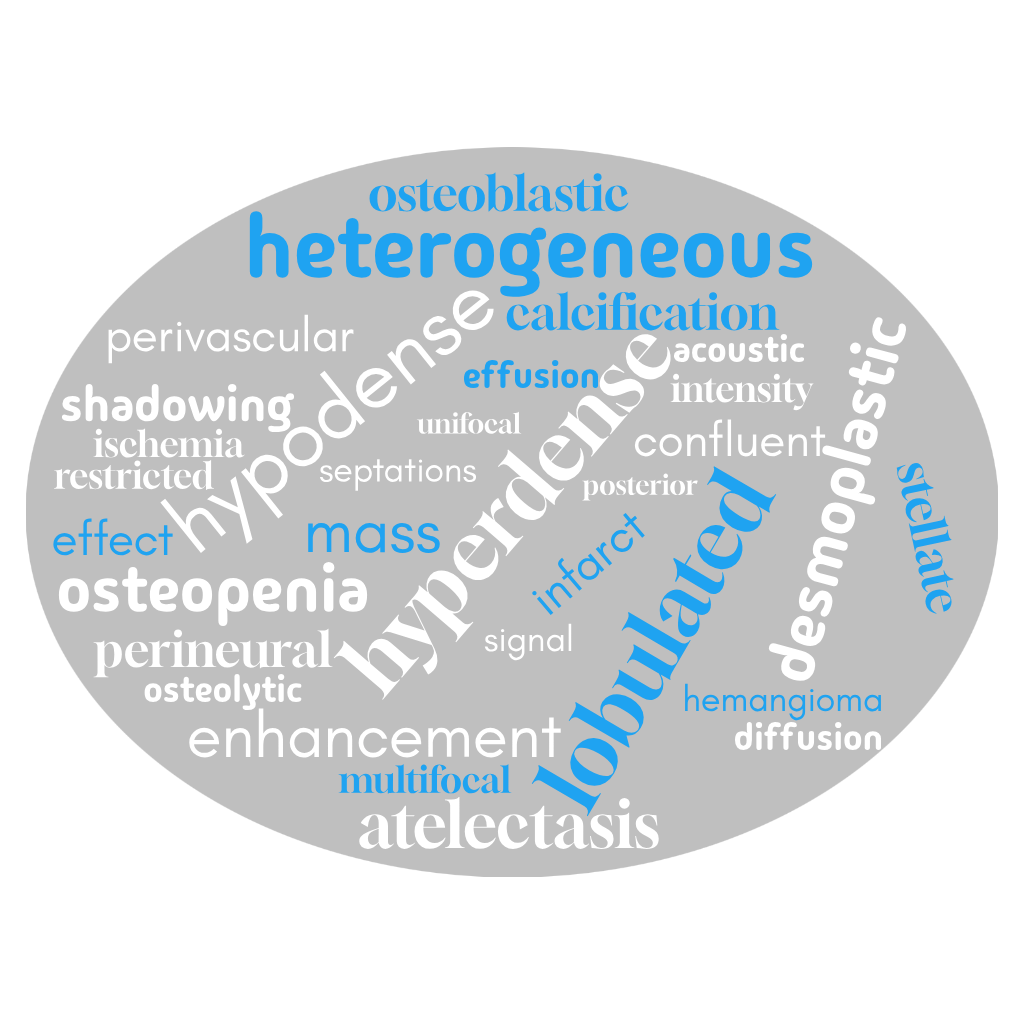 osteoblastic
heterogeneous
hypodense
calcification
perivascular
hyperdense
acoustic
effusion
intensity
desmoplastic
shadowing
unifocal
confluent
ischemia
septations
restricted
posterior
lobulated
stellate
effect
mass
infarct
osteopenia
signal
perineural
osteolytic
hemangioma
enhancement
diffusion
multifocal
atelectasis